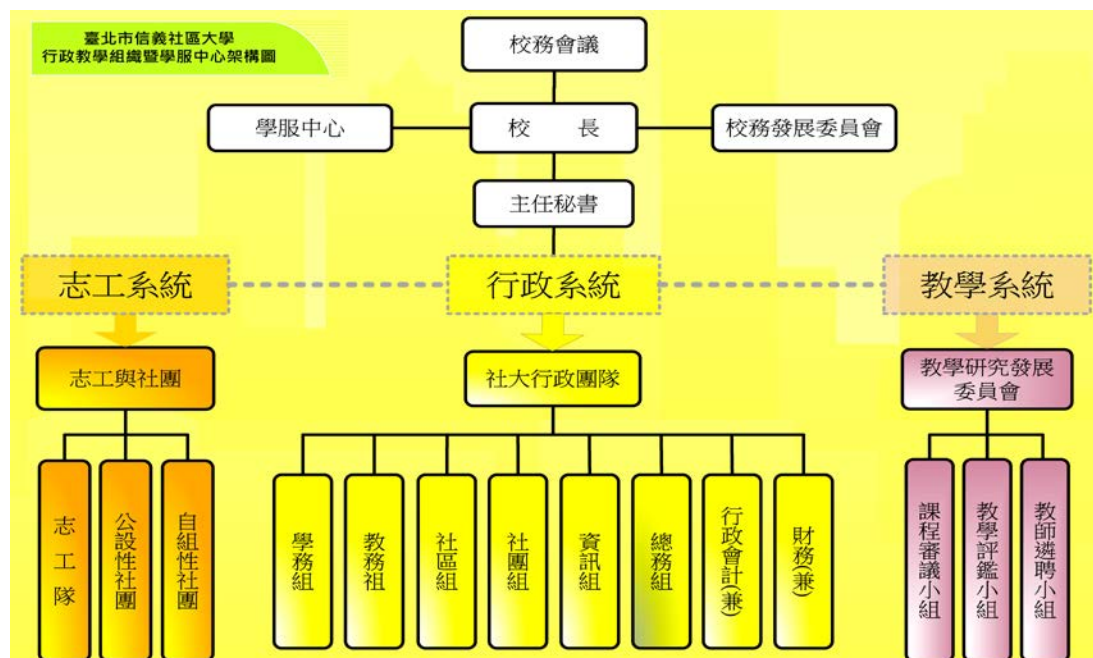 臺北市信義社區大學
行政教學組織暨學服中心架構圖
校務會議
學服中心
校長
校務發展委員會
主任秘書
志工系統
行政系統
教學系統
志工與社團
社大行政團隊
教學研究發展
委員會
志工隊
公設性社團
自組性社團
學務組
教務祖
社區組
社團組
資訊組
總務組
行政會計(兼)
財務(兼)
課程審議小組
教學評鑑小組
教師遴聘小組